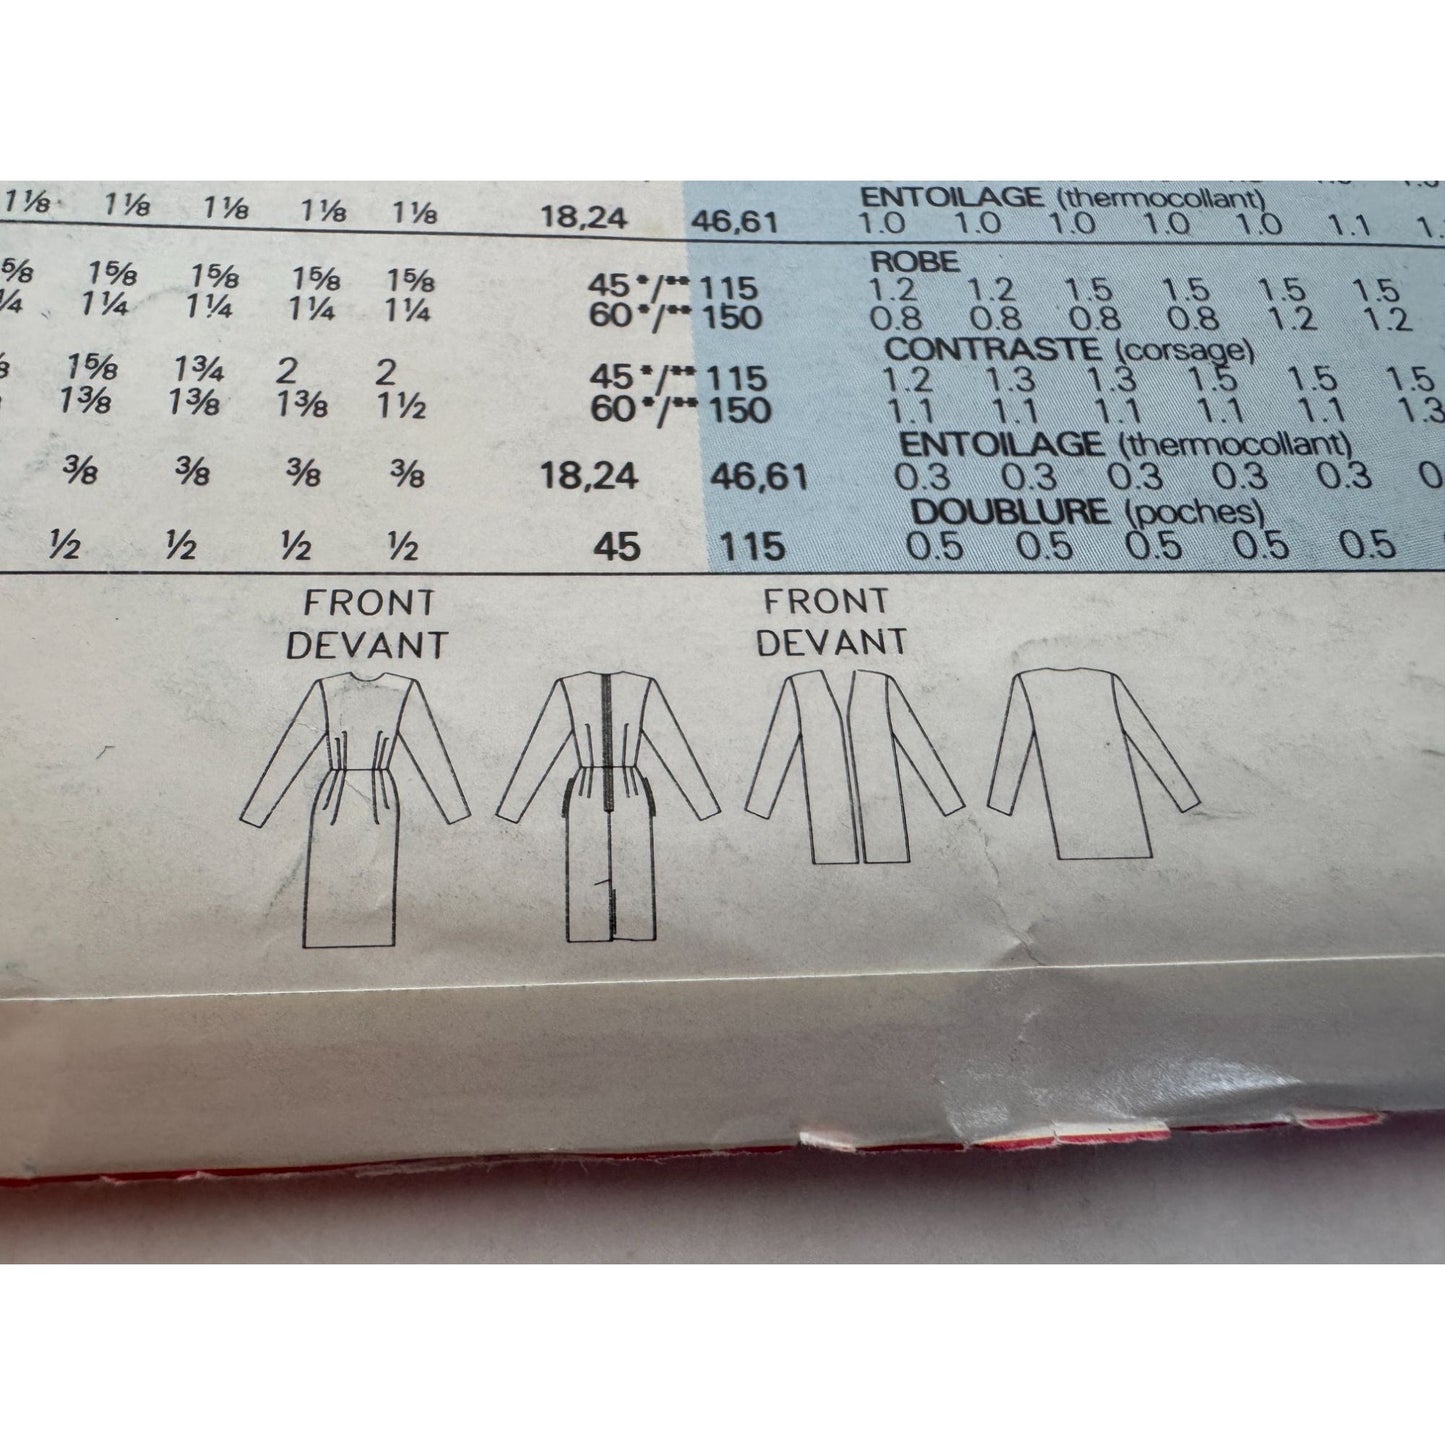 ENTOILAGE (thermocollant)
1⅛ 1⅛ 1⅛ 1⅛ 1⅛ 18,24 46,61 1.0 1.0 1.0 1.0 1.0 1.1
ROBE
1⅝ 1⅝ 1⅝ 1⅝ 45*/** 115 1.2 1.2 1.5 1.5 1.5 1.5
1¼ 1¼ 1¼ 1¼ 60*/** 150 0.8 0.8 0.8 0.8 1.2 1.2
CONTRASTE (corsage)
1⅝ 1¾ 2 2 45*/** 115 1.2 1.3 1.3 1.5 1.5 1.5
1⅜ 1⅜ 1⅜ 1½ 60*/** 150 1.1 1.1 1.1 1.1 1.1 1.3
ENTOILAGE (thermocollant)
⅜ ⅜ ⅜ ⅜ 18,24 46,61 0.3 0.3 0.3 0.3 0.3
DOUBLURE (poches)
½ ½ ½ ½ 45 115 0.5 0.5 0.5 0.5 0.5
FRONT FRONT
DEVANT DEVANT